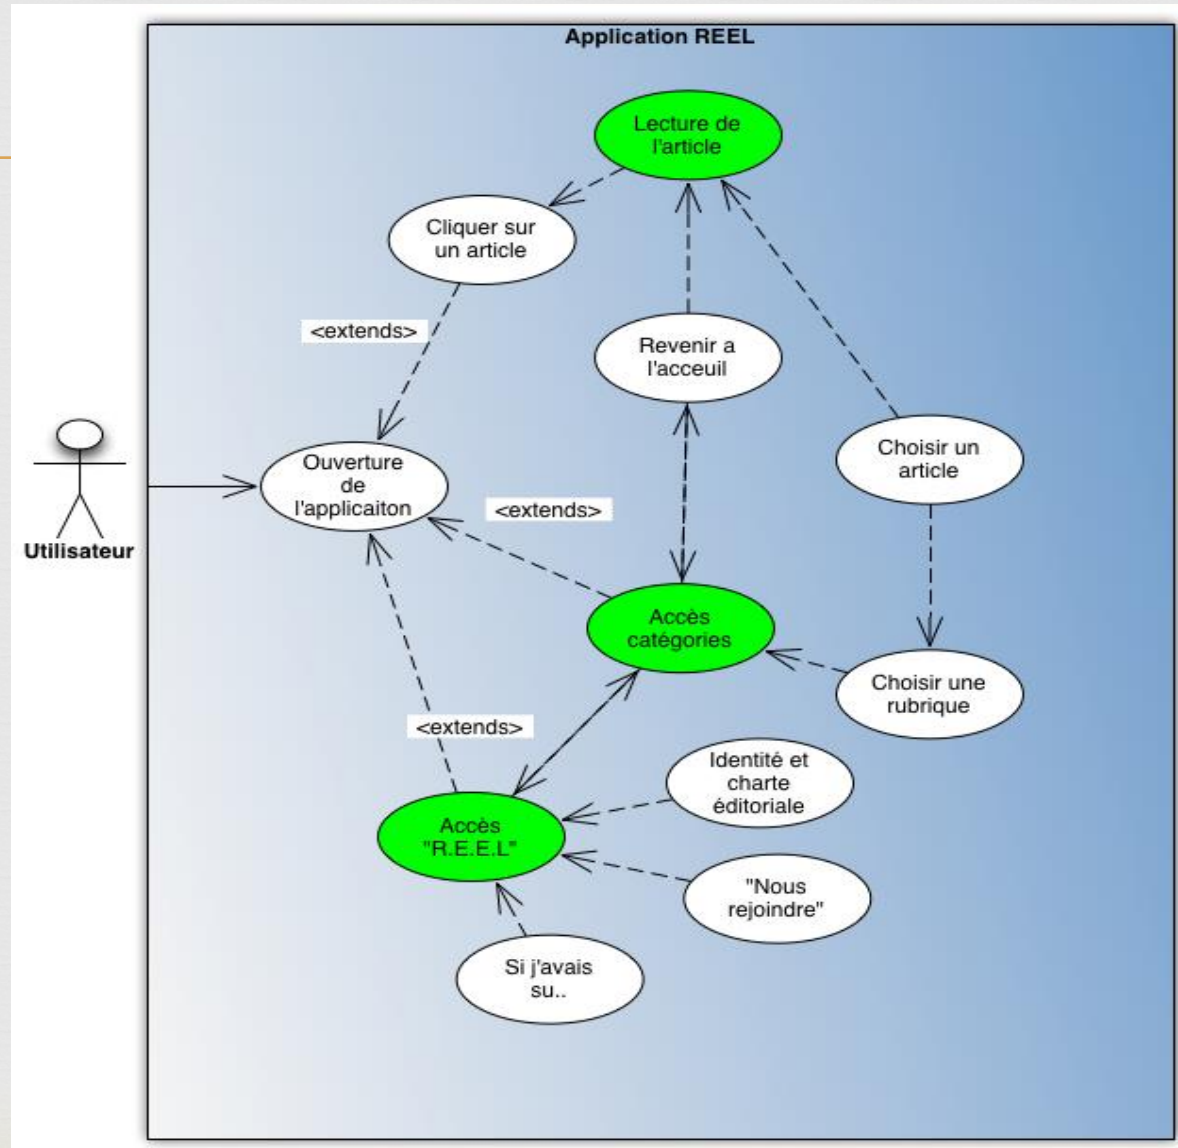 Application REEL
Lecture de
l'article
Cliquer sur
un article
<extends>
Revenir a
l'acceuil
Choisir un
article
Ouverture
de
l'applicaiton
<extends>
Utilisateur
Accès
catégories
Choisir une
rubrique
<extends>
Identité et
charte
éditoriale
Accès
"R.E.E.L"
"Nous
rejoindre"
Si j'avais
su..